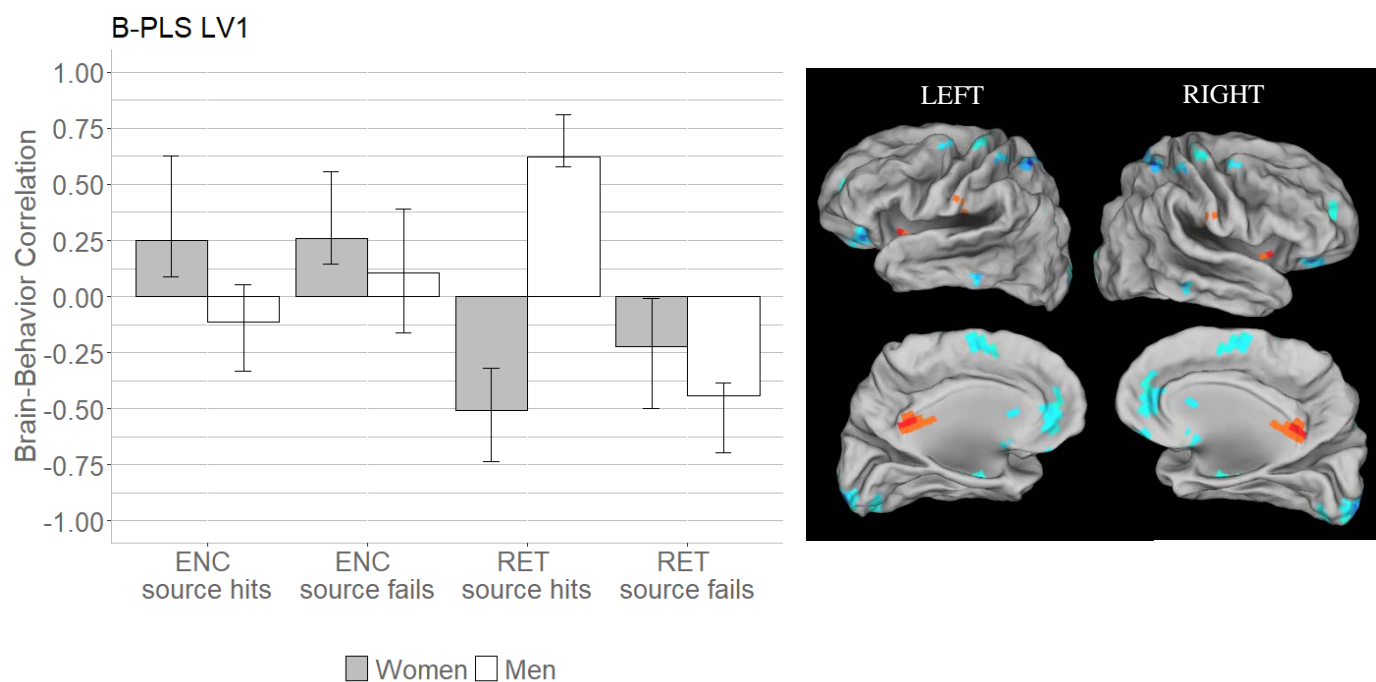 B-PLS LV1
Brain-Behavior Correlation
1.00
0.75
0.50
0.25
0.00
-0.25
-0.50
-0.75
-1.00
ENC
source hits
ENC
source fails
RET
source hits
RET
source fails
Women
Men
LEFT
RIGHT